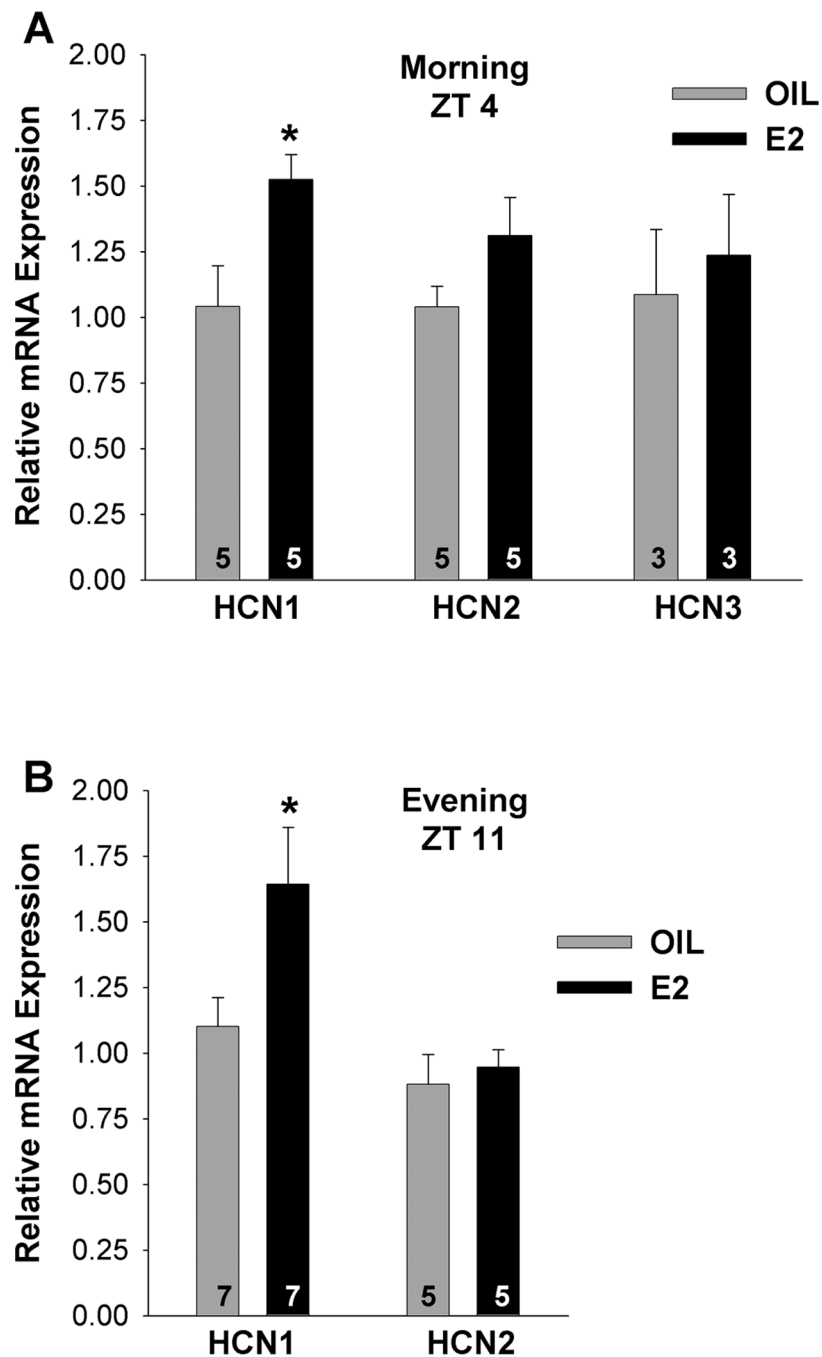 A
Morning
ZT 4
OIL
E2
Relative mRNA Expression
2.00
1.75
1.50
1.25
1.00
0.75
0.50
0.25
0.00
*
5
5
5
5
3
3
HCN1
HCN2
HCN3
B
Evening
ZT 11
OIL
E2
Relative mRNA Expression
2.00
1.75
1.50
1.25
1.00
0.75
0.50
0.25
0.00
*
7
7
5
5
HCN1
HCN2